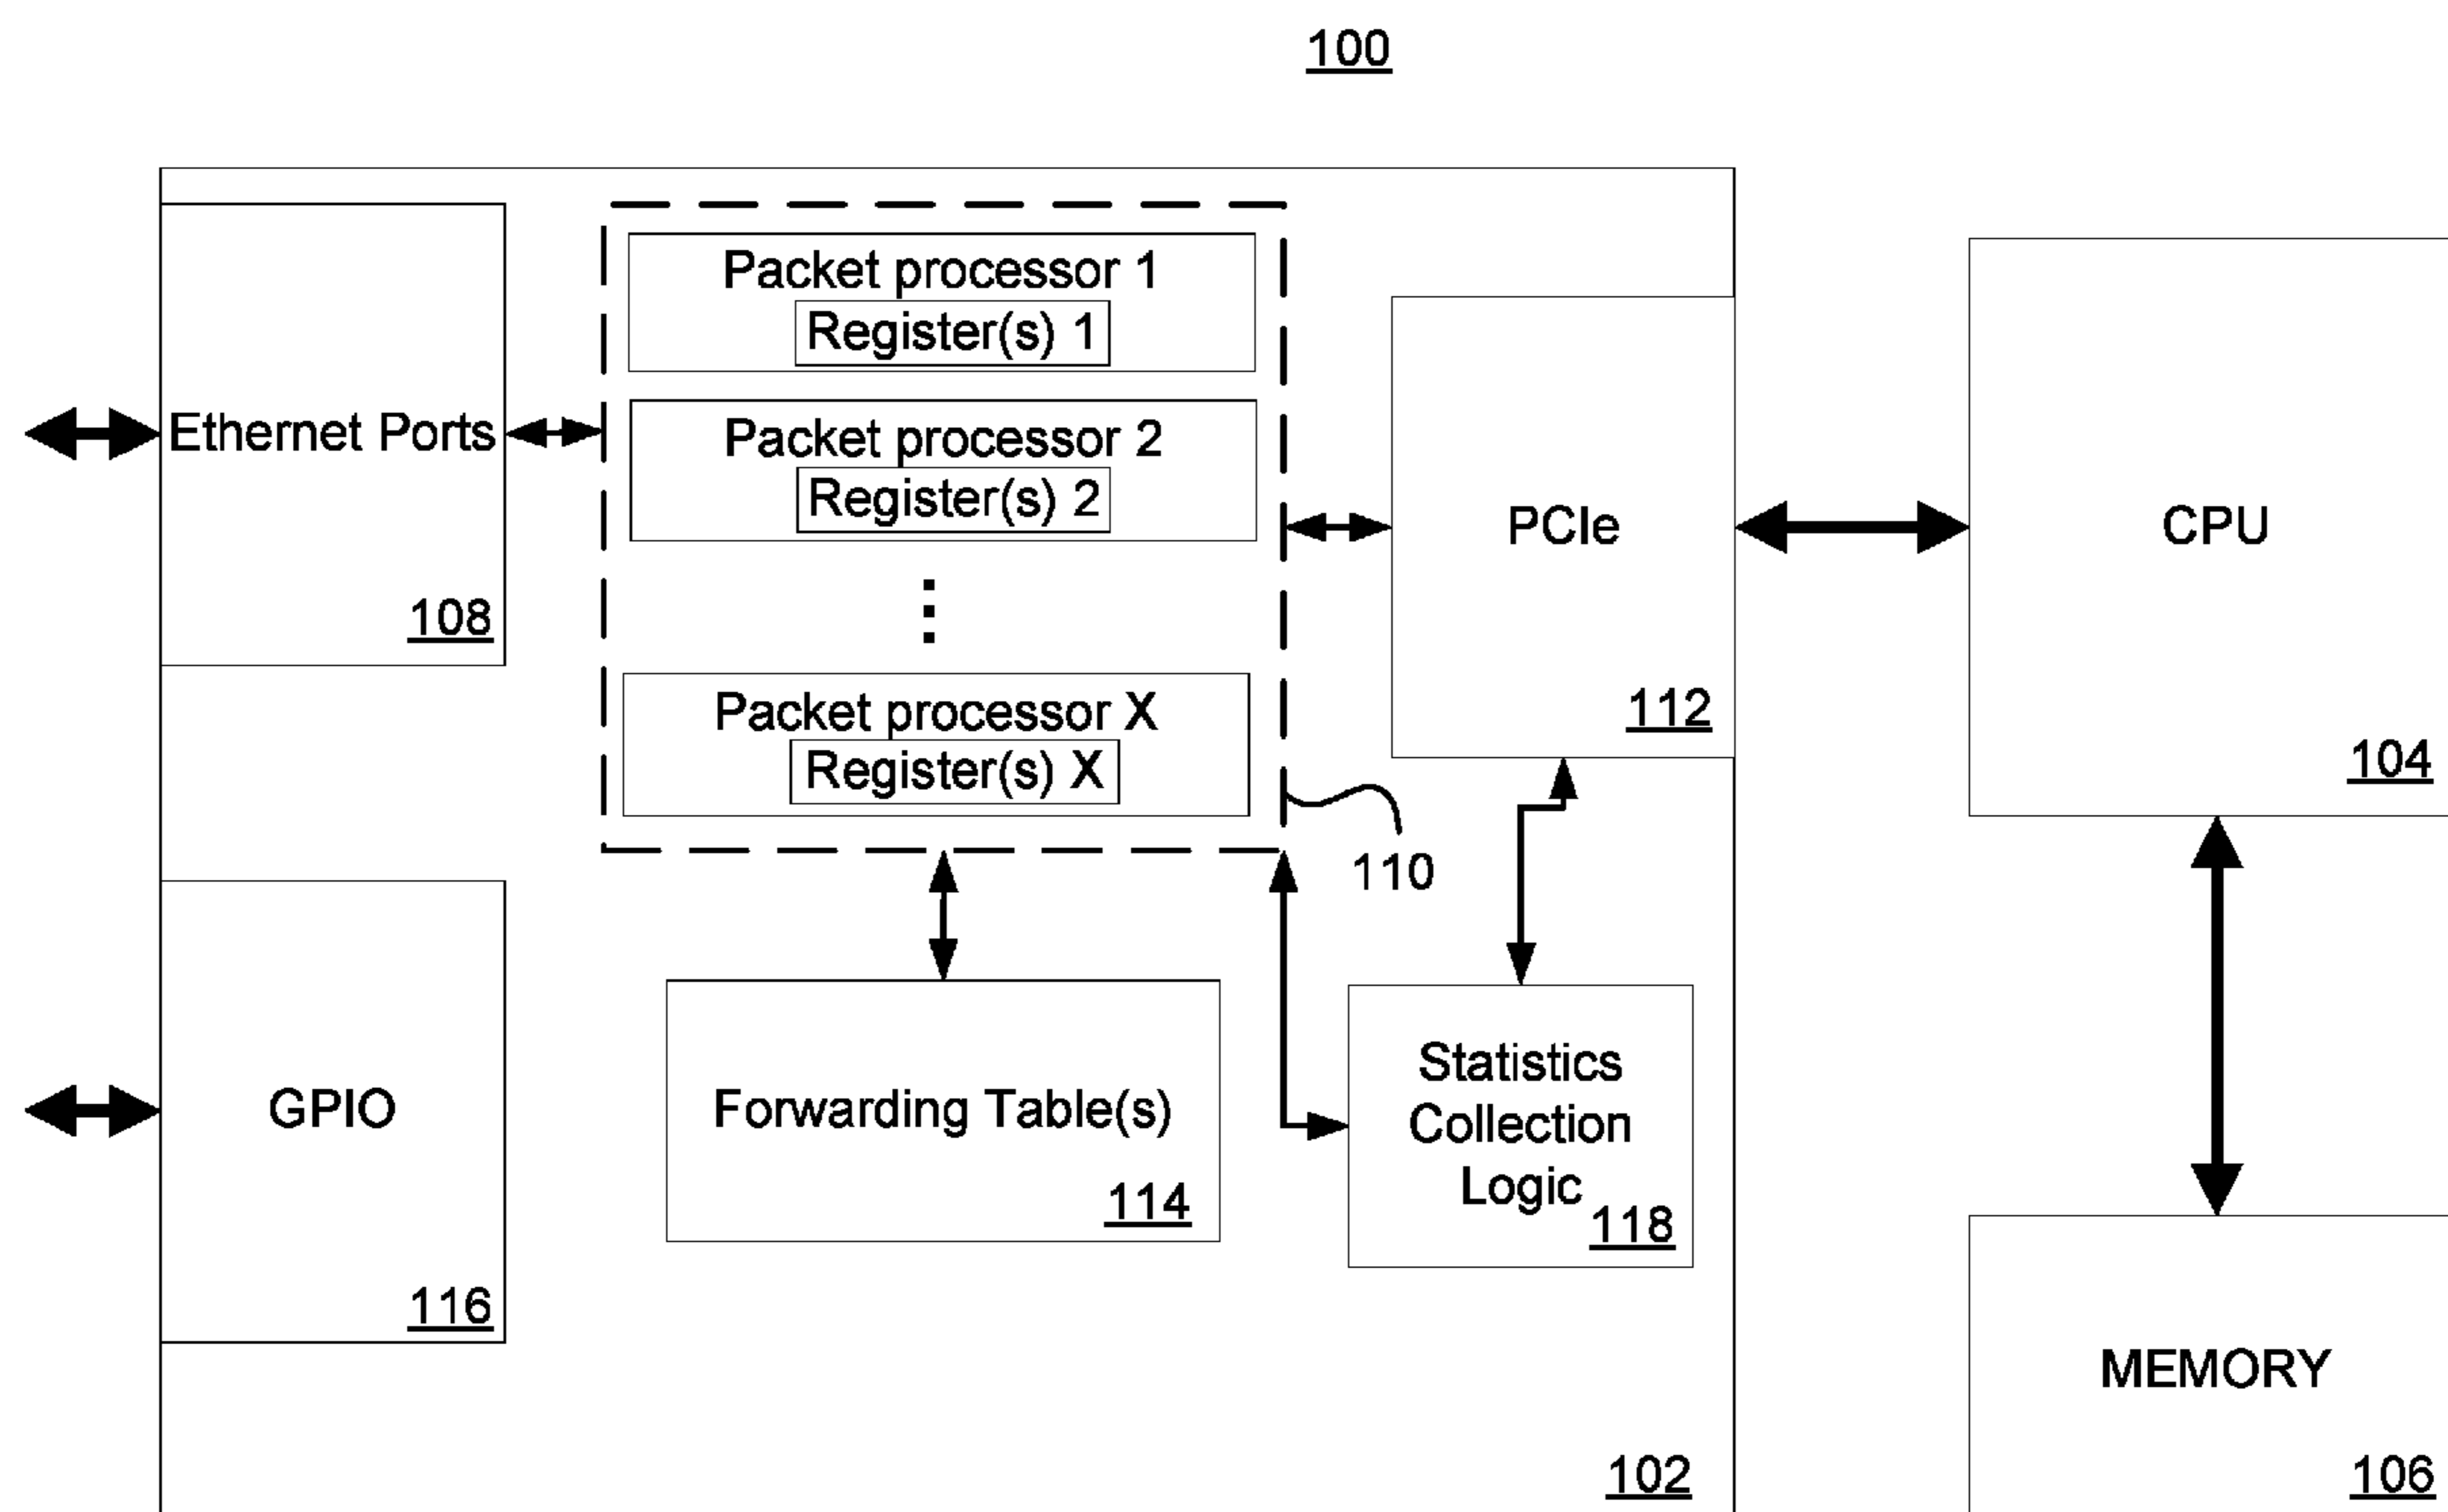 100
Packet processor 1
Register(s) 1
Packet processor 2
Register(s) 2
⋮
Packet processor X
Register(s) X
110
Ethernet Ports
108
PCIe
112
CPU
104
GPIO
116
Forwarding Table(s)
114
Statistics
Collection
Logic
118
102
MEMORY
106